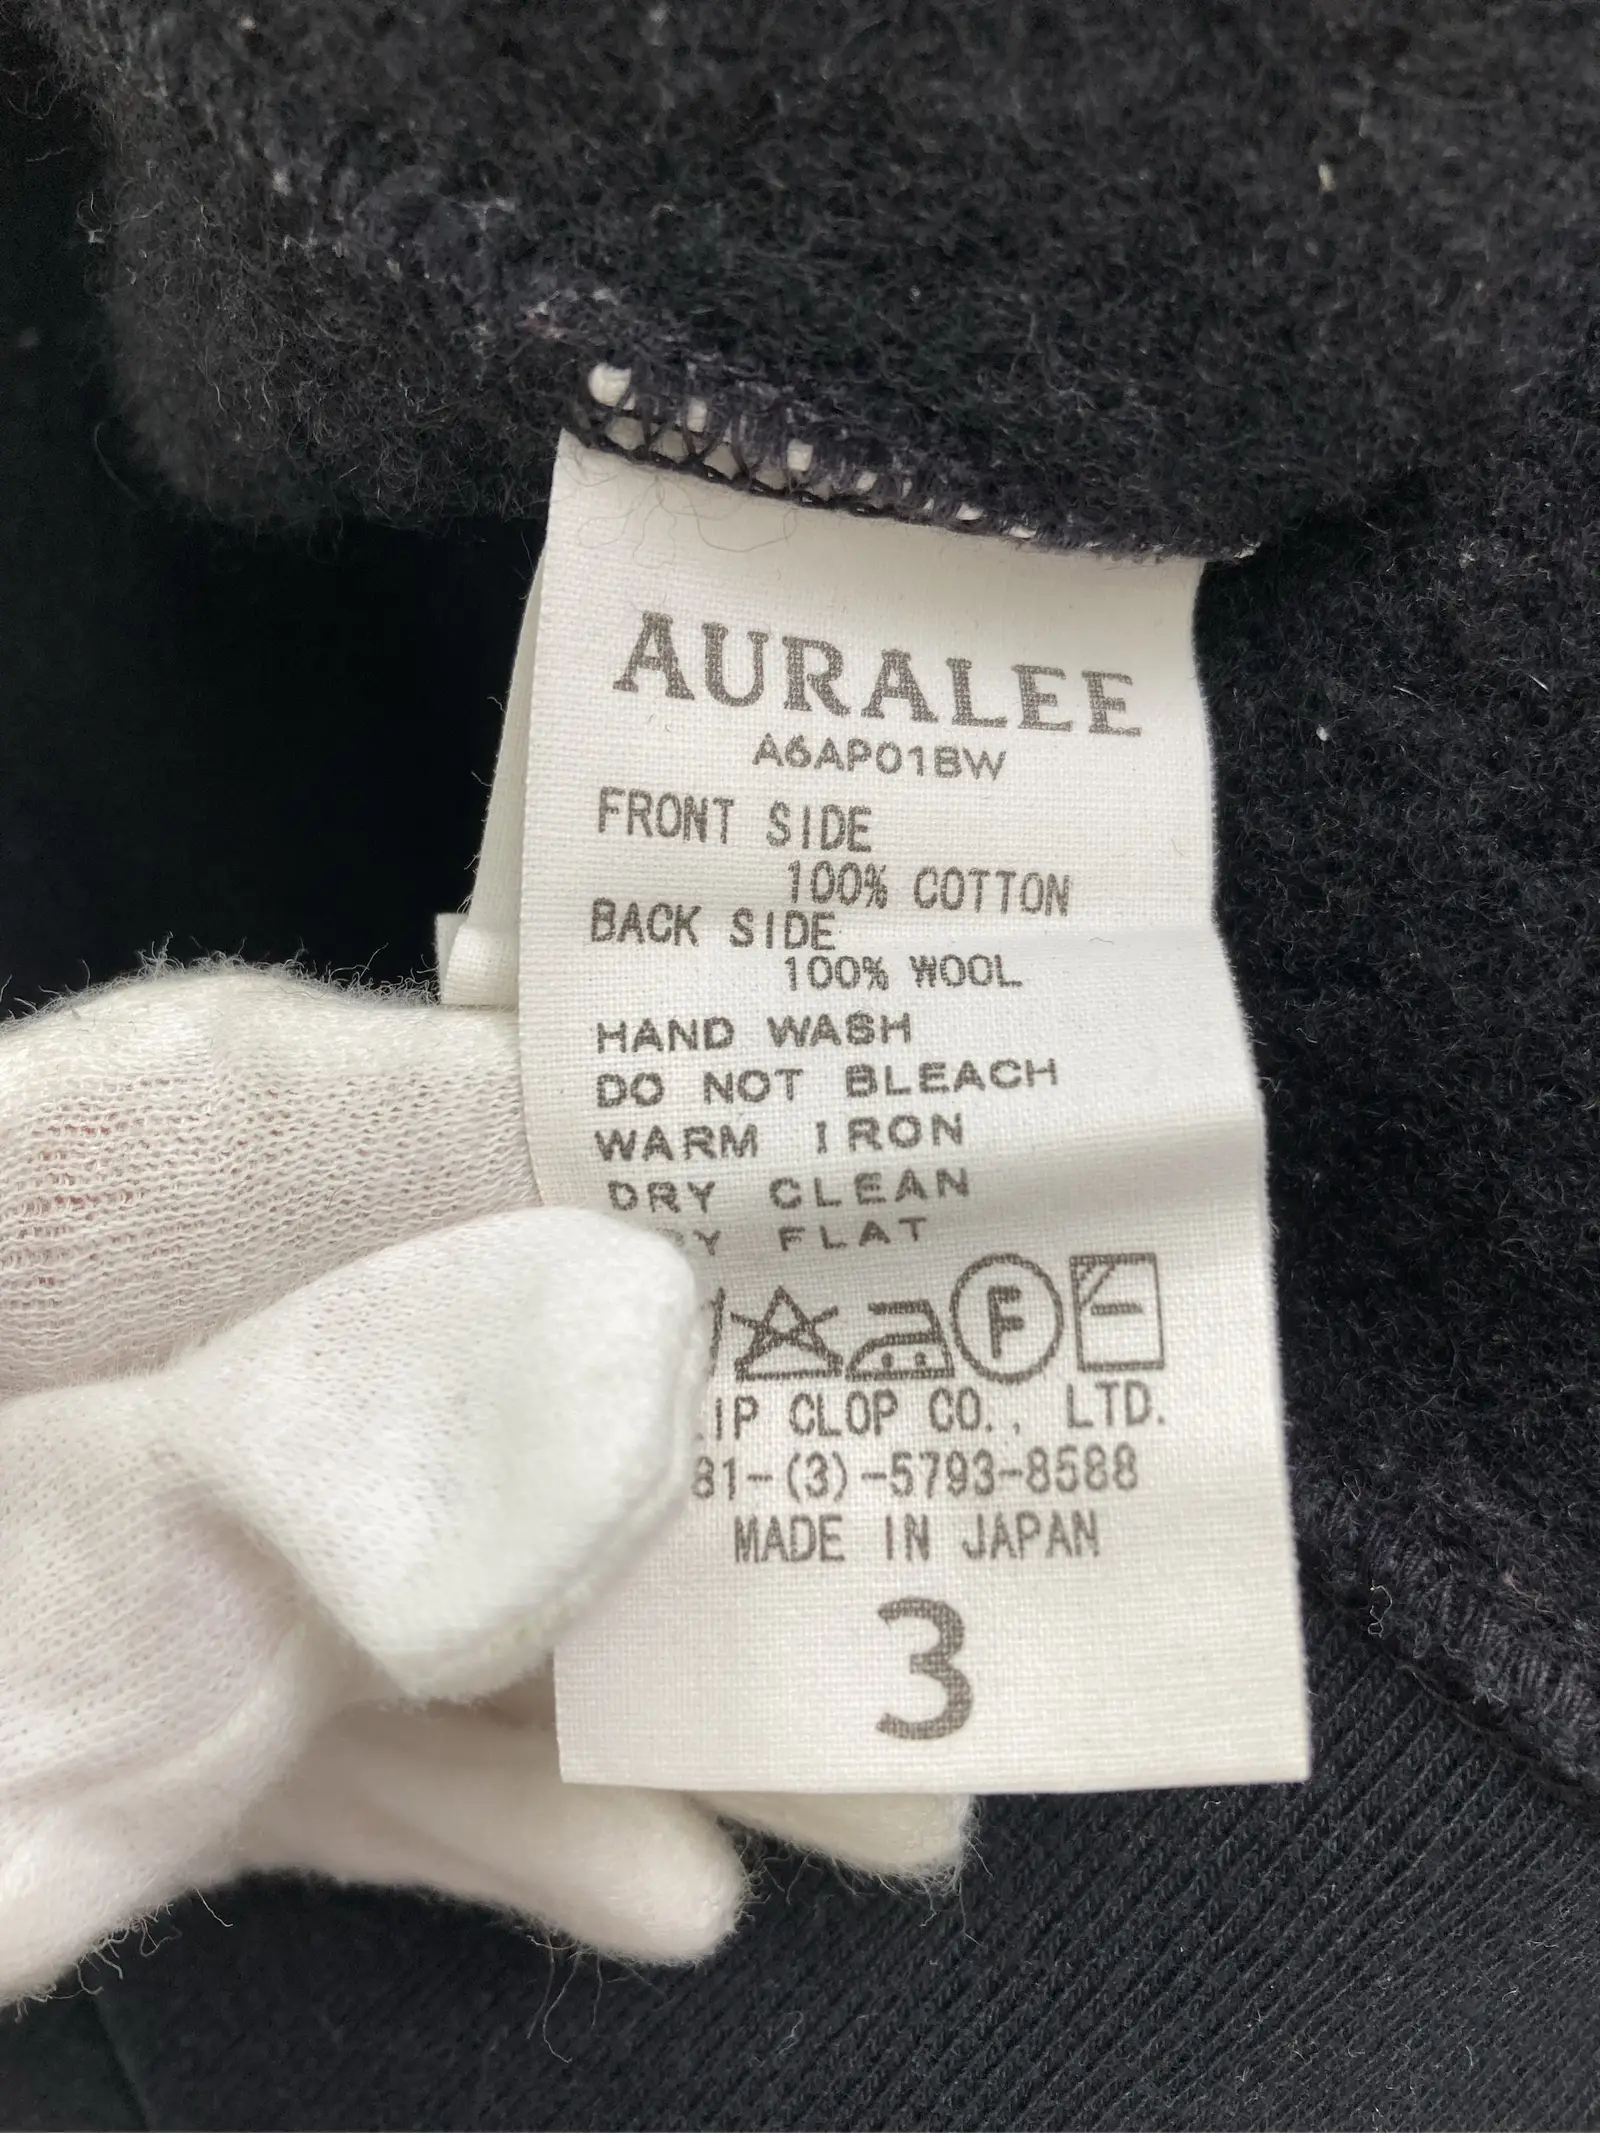 AURALEE
A6AP01BW
FRONT SIDE
100% COTTON
BACK SIDE
100% WOOL
HAND WASH
DO NOT BLEACH
WARM IRON
DRY CLEAN
FLAT
F
CLOP CO., LTD.
81-(3)-5793-8588
MADE IN JAPAN
3